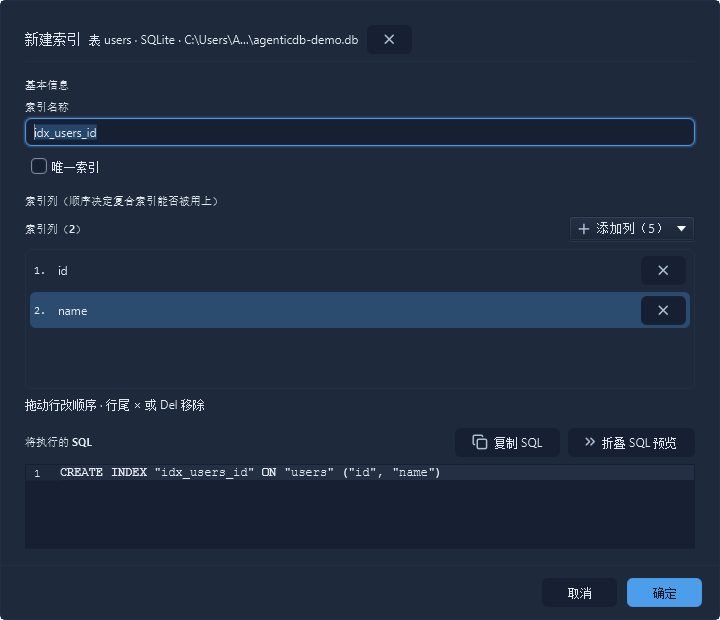 新建索引 表 users · SQLite · C:\Users\A...\agenticdb-demo.db
基本信息
索引名称
idx_users_id
唯一索引
索引列（顺序决定复合索引能否被用上）
索引列（2） 添加列（5）
1. id
2. name
拖动行改顺序 · 行尾 × 或 Del 移除
将执行的 SQL 复制 SQL 折叠 SQL 预览
1 CREATE INDEX "idx_users_id" ON "users" ("id", "name")
取消 确定